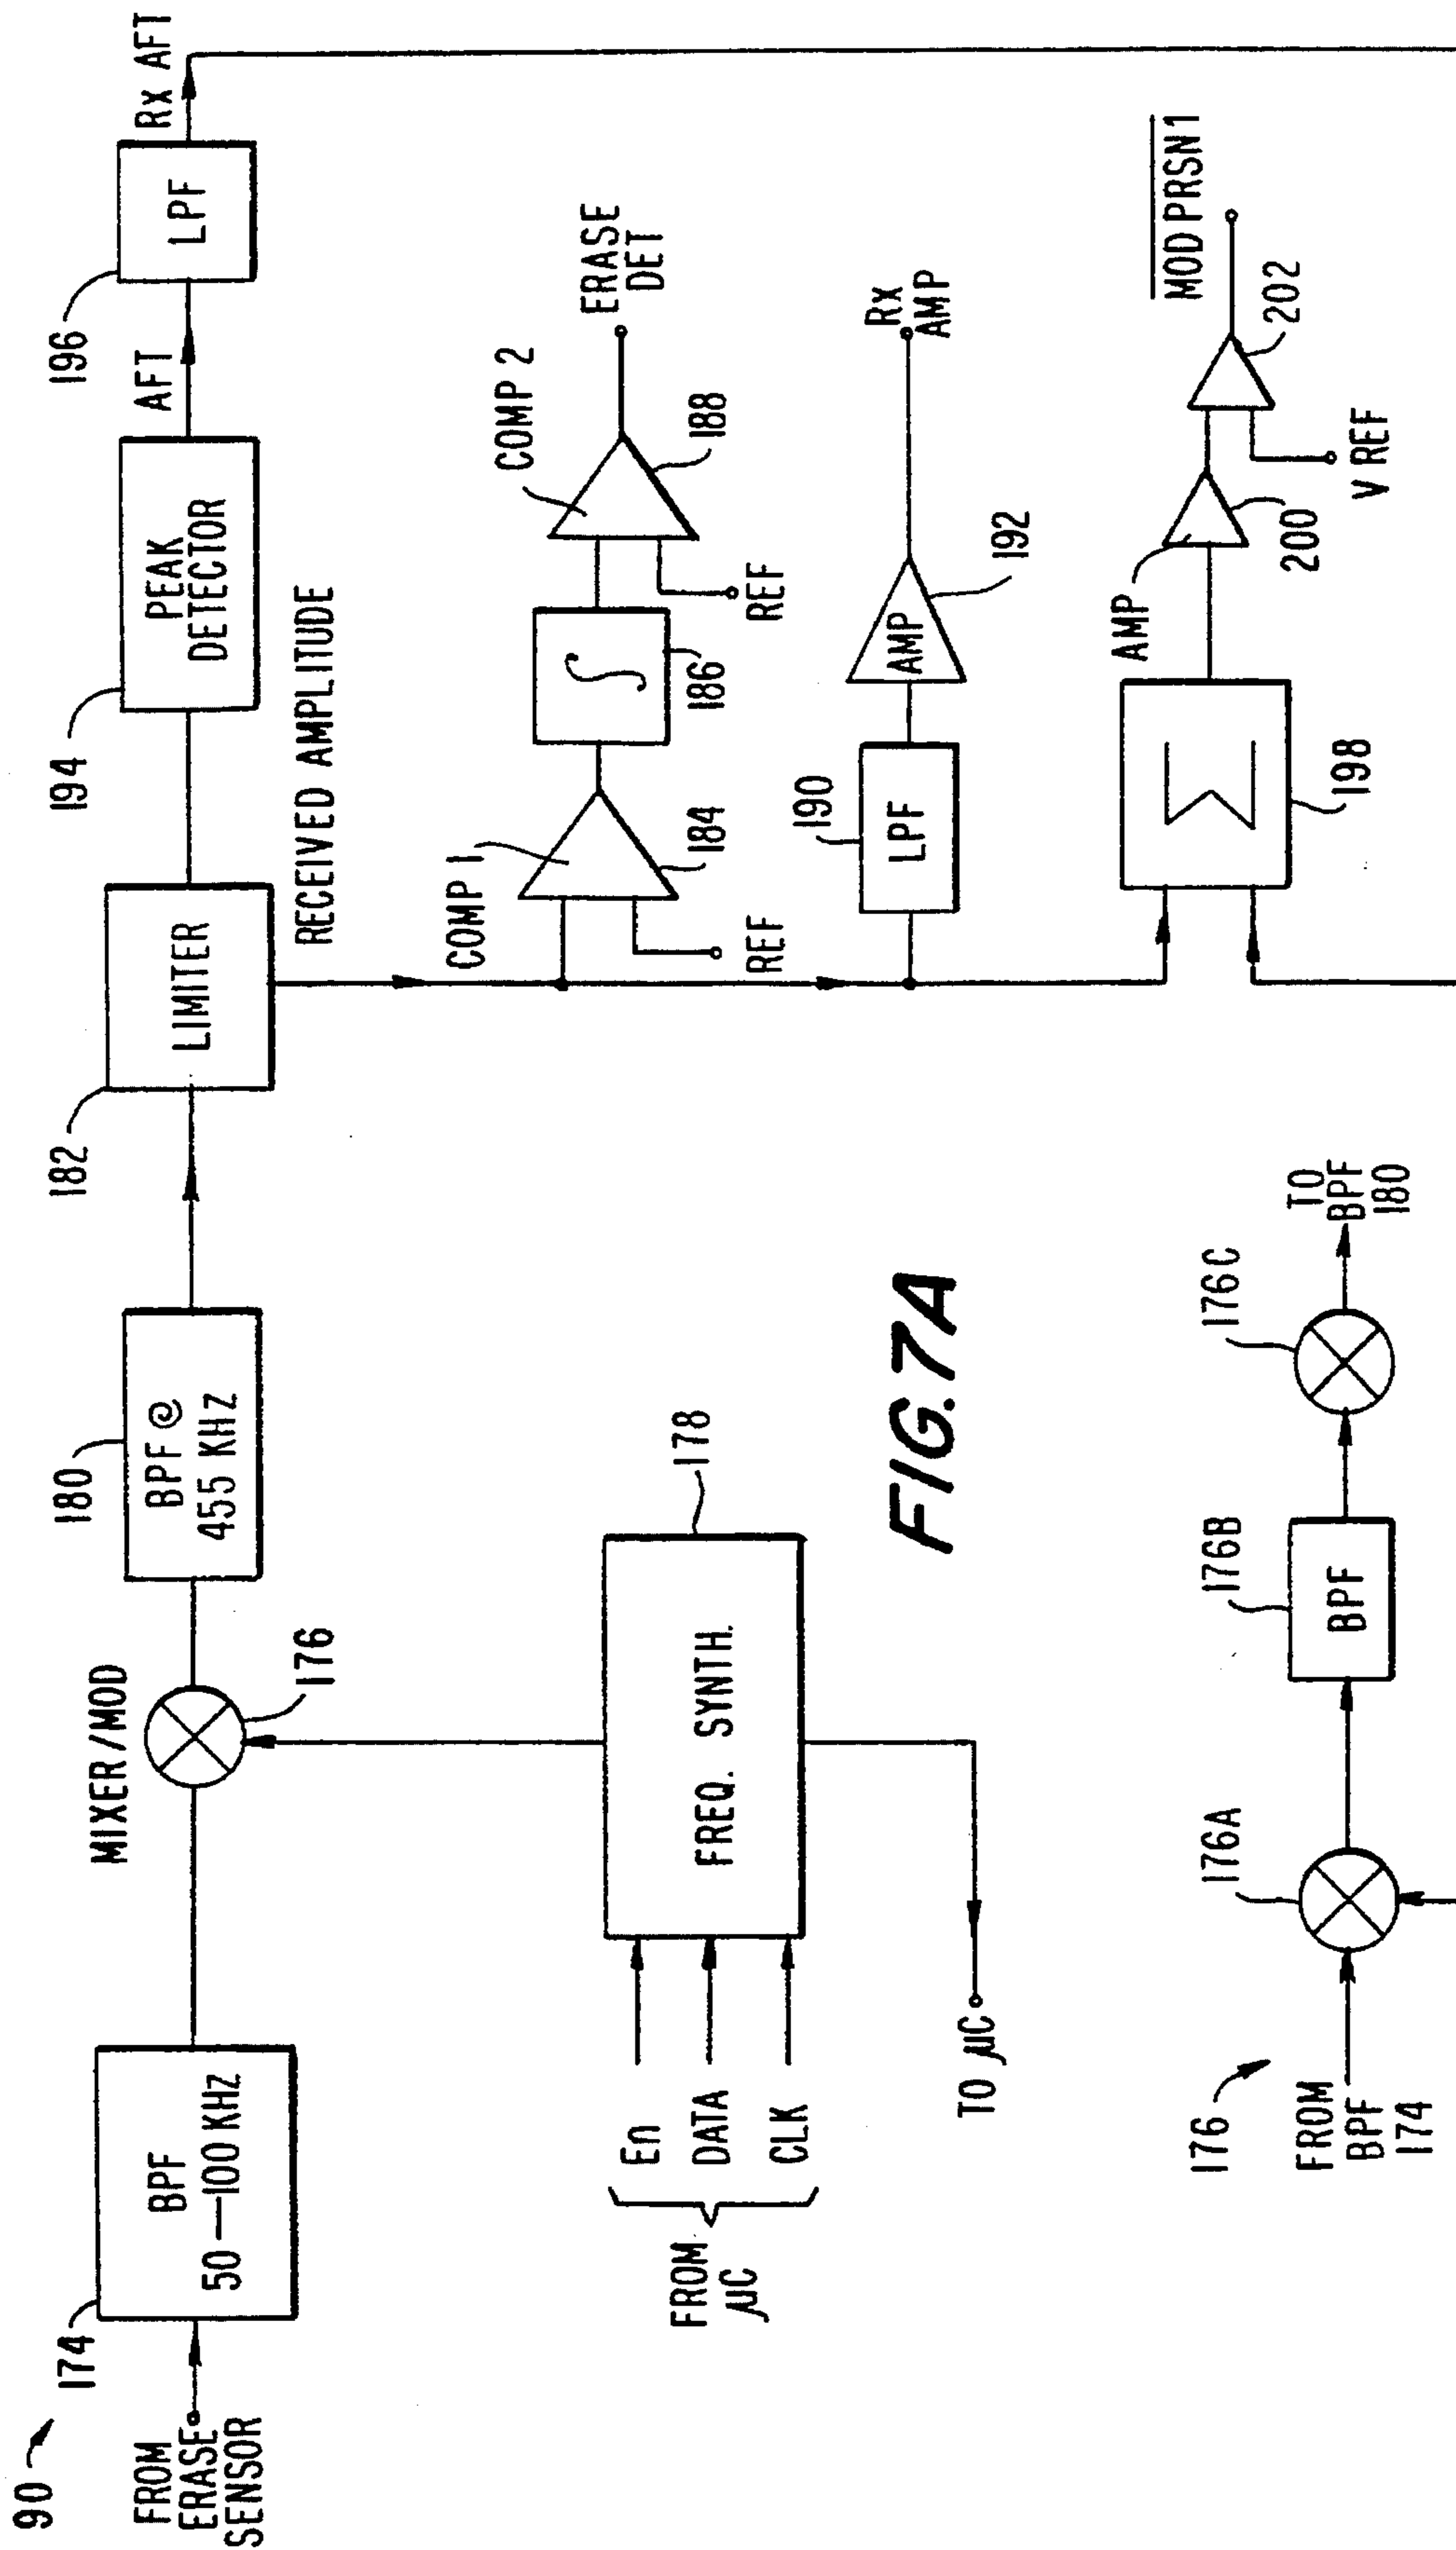 90
174
FROM
ERASE
SENSOR
BPF
50—100 KHZ
MIXER/MOD
176
180
BPF @
455 KHZ
182
LIMITER
RECEIVED AMPLITUDE
194
PEAK
DETECTOR
AFT
196
LPF
Rx AFT
FROM
µC
En
DATA
CLK
FREQ. SYNTH.
178
TO µC
COMP 1
184
REF
186
∫
COMP 2
188
REF
ERASE
DET
190
LPF
AMP
192
Rx
AMP
Σ
198
AMP
200
V REF
202
MOD PRSN1
FIG. 7A
176
FROM
BPF
174
176A
176B
BPF
176C
TO
BPF
180